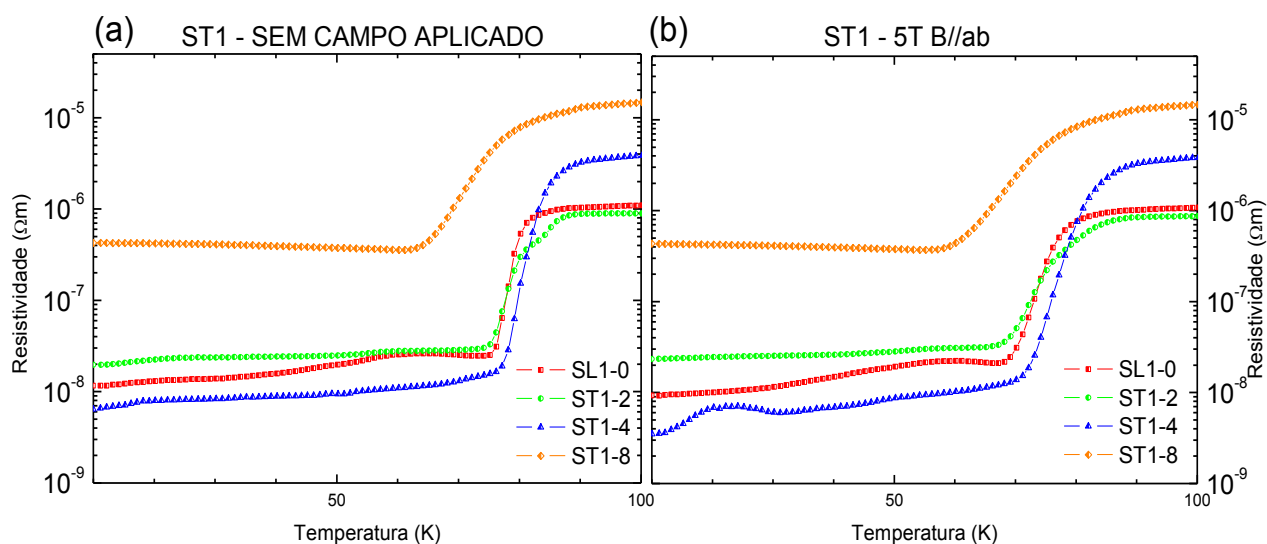 (a)
ST1 - SEM CAMPO APLICADO
10⁻⁵
10⁻⁶
10⁻⁷
10⁻⁸
10⁻⁹
Resistividade (Ωm)
SL1-0
ST1-2
ST1-4
ST1-8
50
100
Temperatura (K)
(b)
ST1 - 5T B//ab
SL1-0
ST1-2
ST1-4
ST1-8
50
100
Temperatura (K)
10⁻⁵
10⁻⁶
10⁻⁷
10⁻⁸
10⁻⁹
Resistividade (Ωm)